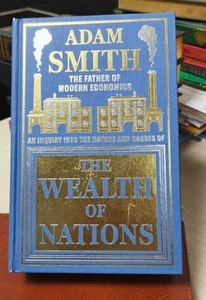 ADAM
SMITH
THE FATHER OF
MODERN ECONOMICS
AN INQUIRY INTO THE NATURE AND CAUSES OF
THE
WEALTH
OF
NATIONS